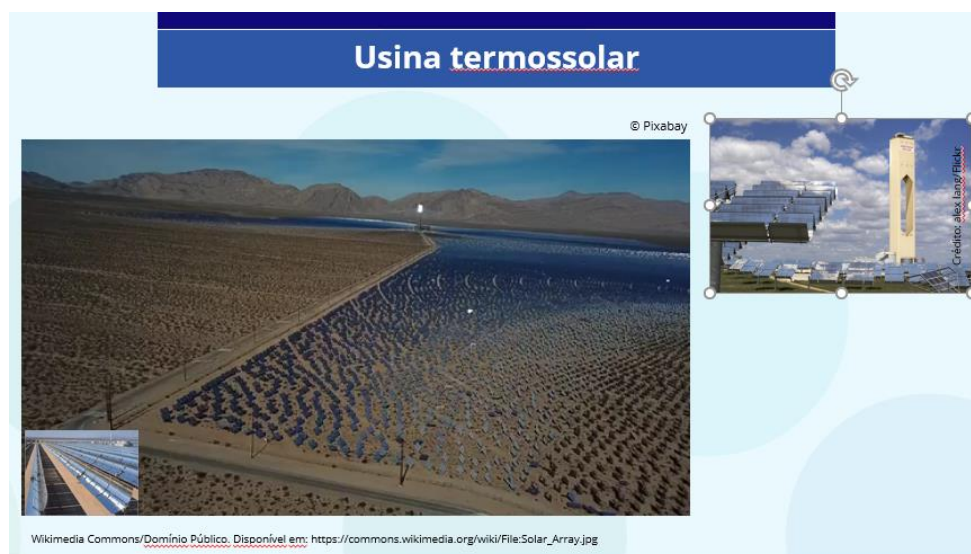 Usina termossolar
© Pixabay
Crédito: alex lang/Flickr
Wikimedia Commons/Domínio Público. Disponível em: https://commons.wikimedia.org/wiki/File:Solar_Array.jpg